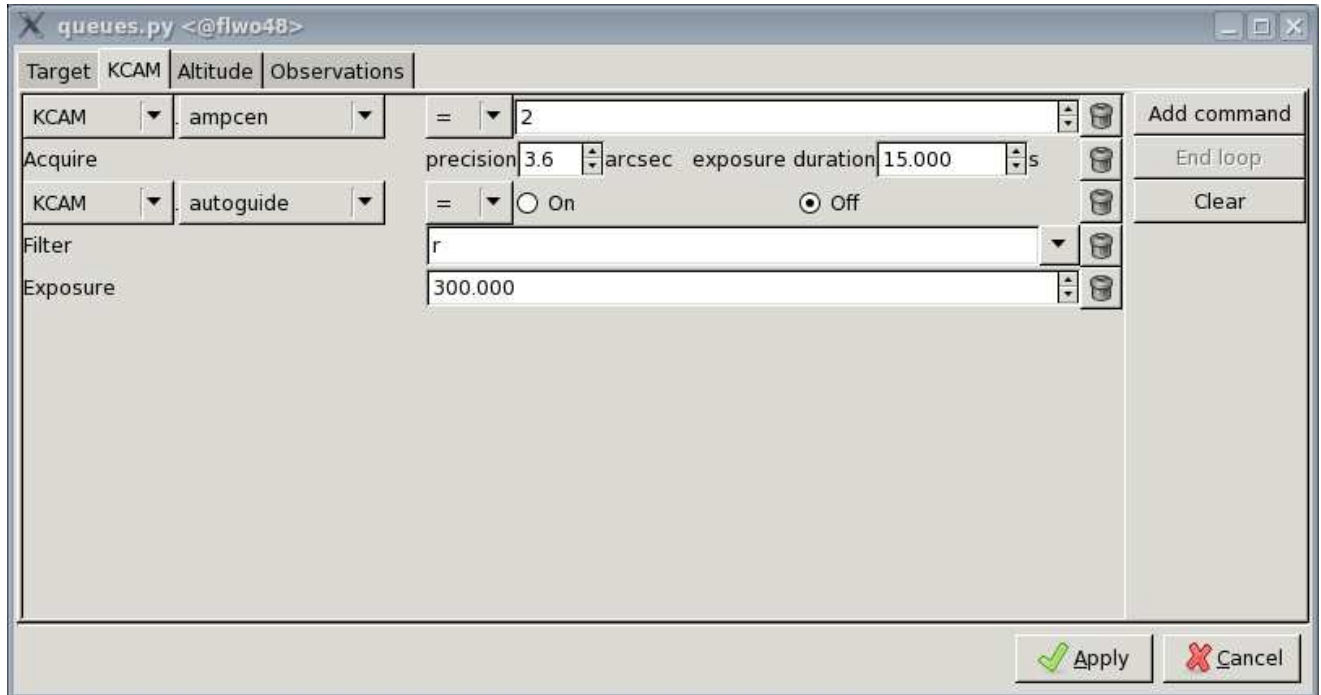 queues.py <@flwo48>
Target KCAM Altitude Observations
KCAM . ampcen = 2 Add command
Acquire precision 3.6 arcsec exposure duration 15.000 s End loop
KCAM . autoguide = On Off Clear
Filter r
Exposure 300.000
Apply Cancel